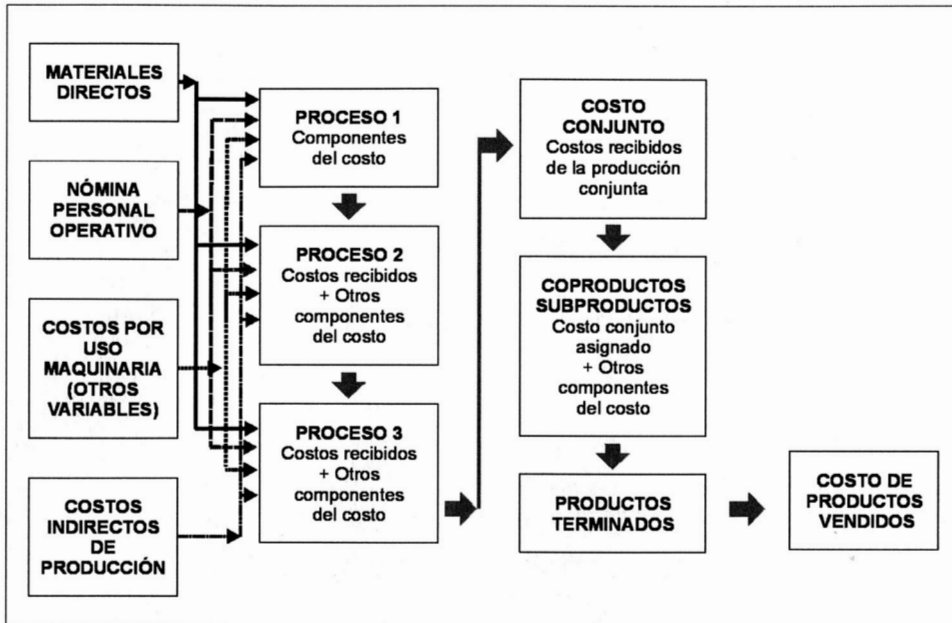 MATERIALES
DIRECTOS
NÓMINA
PERSONAL
OPERATIVO
COSTOS POR
USO
MAQUINARIA
(OTROS
VARIABLES)
COSTOS
INDIRECTOS
DE
PRODUCCIÓN
PROCESO 1
Componentes
del costo
PROCESO 2
Costos recibidos
+ Otros
componentes
del costo
PROCESO 3
Costos recibidos
+ Otros
componentes
del costo
COSTO
CONJUNTO
Costos recibidos
de la producción
conjunta
COPRODUCTOS
SUBPRODUCTOS
Costo conjunto
asignado
+ Otros
componentes
del costo
PRODUCTOS
TERMINADOS
COSTO DE
PRODUCTOS
VENDIDOS